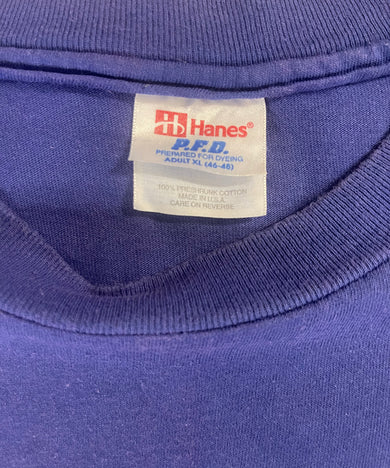 Hanes®
P.F.D.
PREPARED FOR DYEING
ADULT XL (46-48)
100% PRESHRUNK COTTON
MADE IN U.S.A.
CARE ON REVERSE